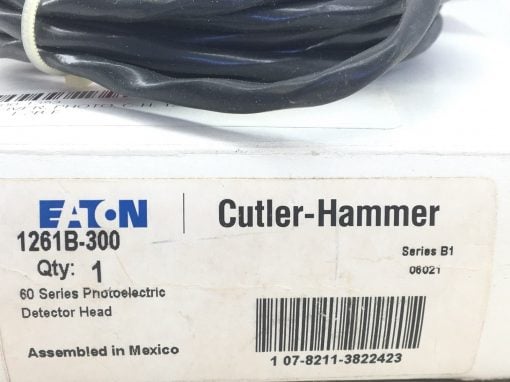 EATON | Cutler-Hammer
1261B-300
Series B1
Qty: 1
06021
60 Series Photoelectric
Detector Head
Assembled in Mexico
1 07-8211-3822423